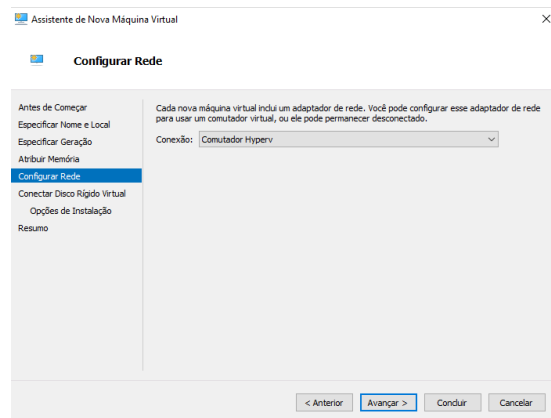 Assistente de Nova Máquina Virtual
Configurar Rede
Antes de Começar
Especificar Nome e Local
Especificar Geração
Atribuir Memória
Configurar Rede
Conectar Disco Rígido Virtual
Opções de Instalação
Resumo
Cada nova máquina virtual inclui um adaptador de rede. Você pode configurar esse adaptador de rede
para usar um comutador virtual, ou ele pode permanecer desconectado.
Conexão: Comutador Hyperv
< Anterior Avançar > Concluir Cancelar